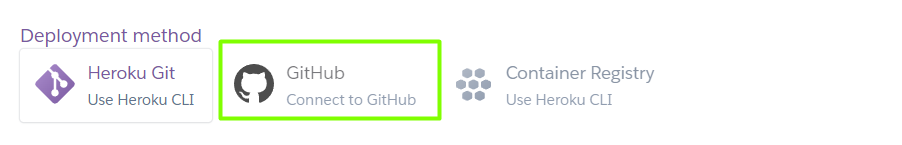 Deployment method
Heroku Git
Use Heroku CLI
GitHub
Connect to GitHub
Container Registry
Use Heroku CLI